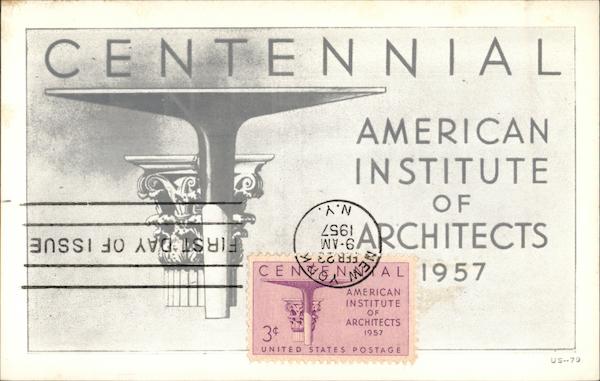 CENTENNIAL
AMERICAN
INSTITUTE
OF
ARCHITECTS
1957
FIRST DAY OF ISSUE
NEW YORK
FEB 23
9-AM
1957
N.Y.
CENTENNIAL
AMERICAN
INSTITUTE
OF
ARCHITECTS
1957
3¢
UNITED STATES POSTAGE
US--79